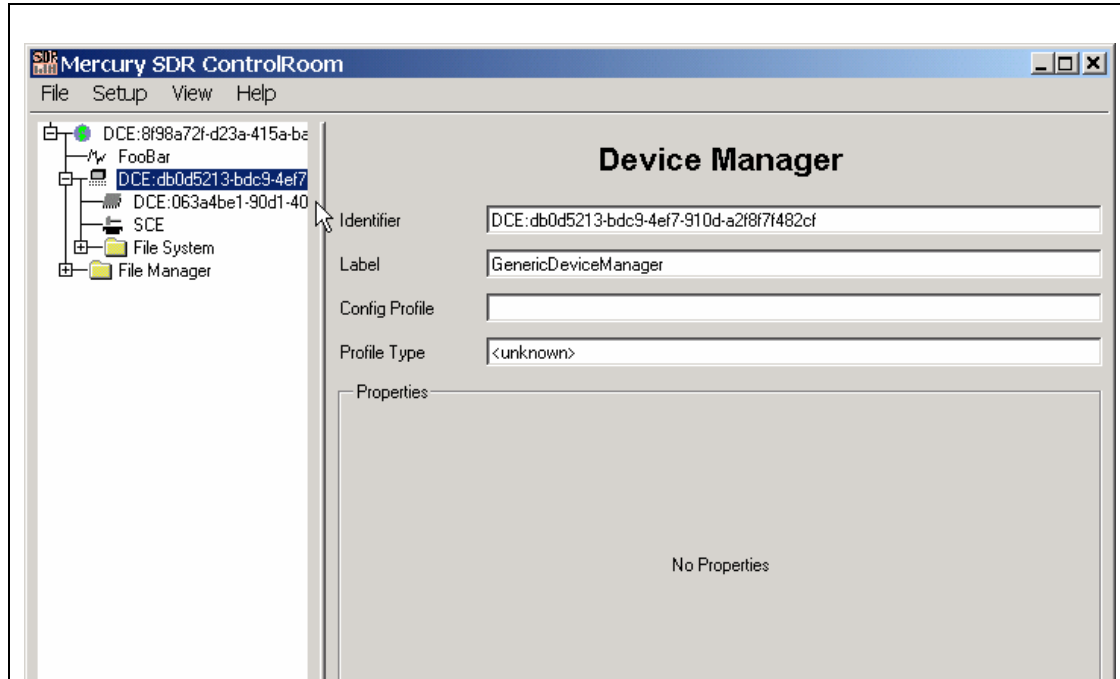 Mercury SDR ControlRoom
File Setup View Help
DCE:8f98a72f-d23a-415a-ba
FooBar
DCE:db0d5213-bdc9-4ef7
DCE:063a4be1-90d1-40
SCE
File System
File Manager
Device Manager
Identifier DCE:db0d5213-bdc9-4ef7-910d-a2f8f7f482cf
Label GenericDeviceManager
Config Profile
Profile Type <unknown>
Properties
No Properties